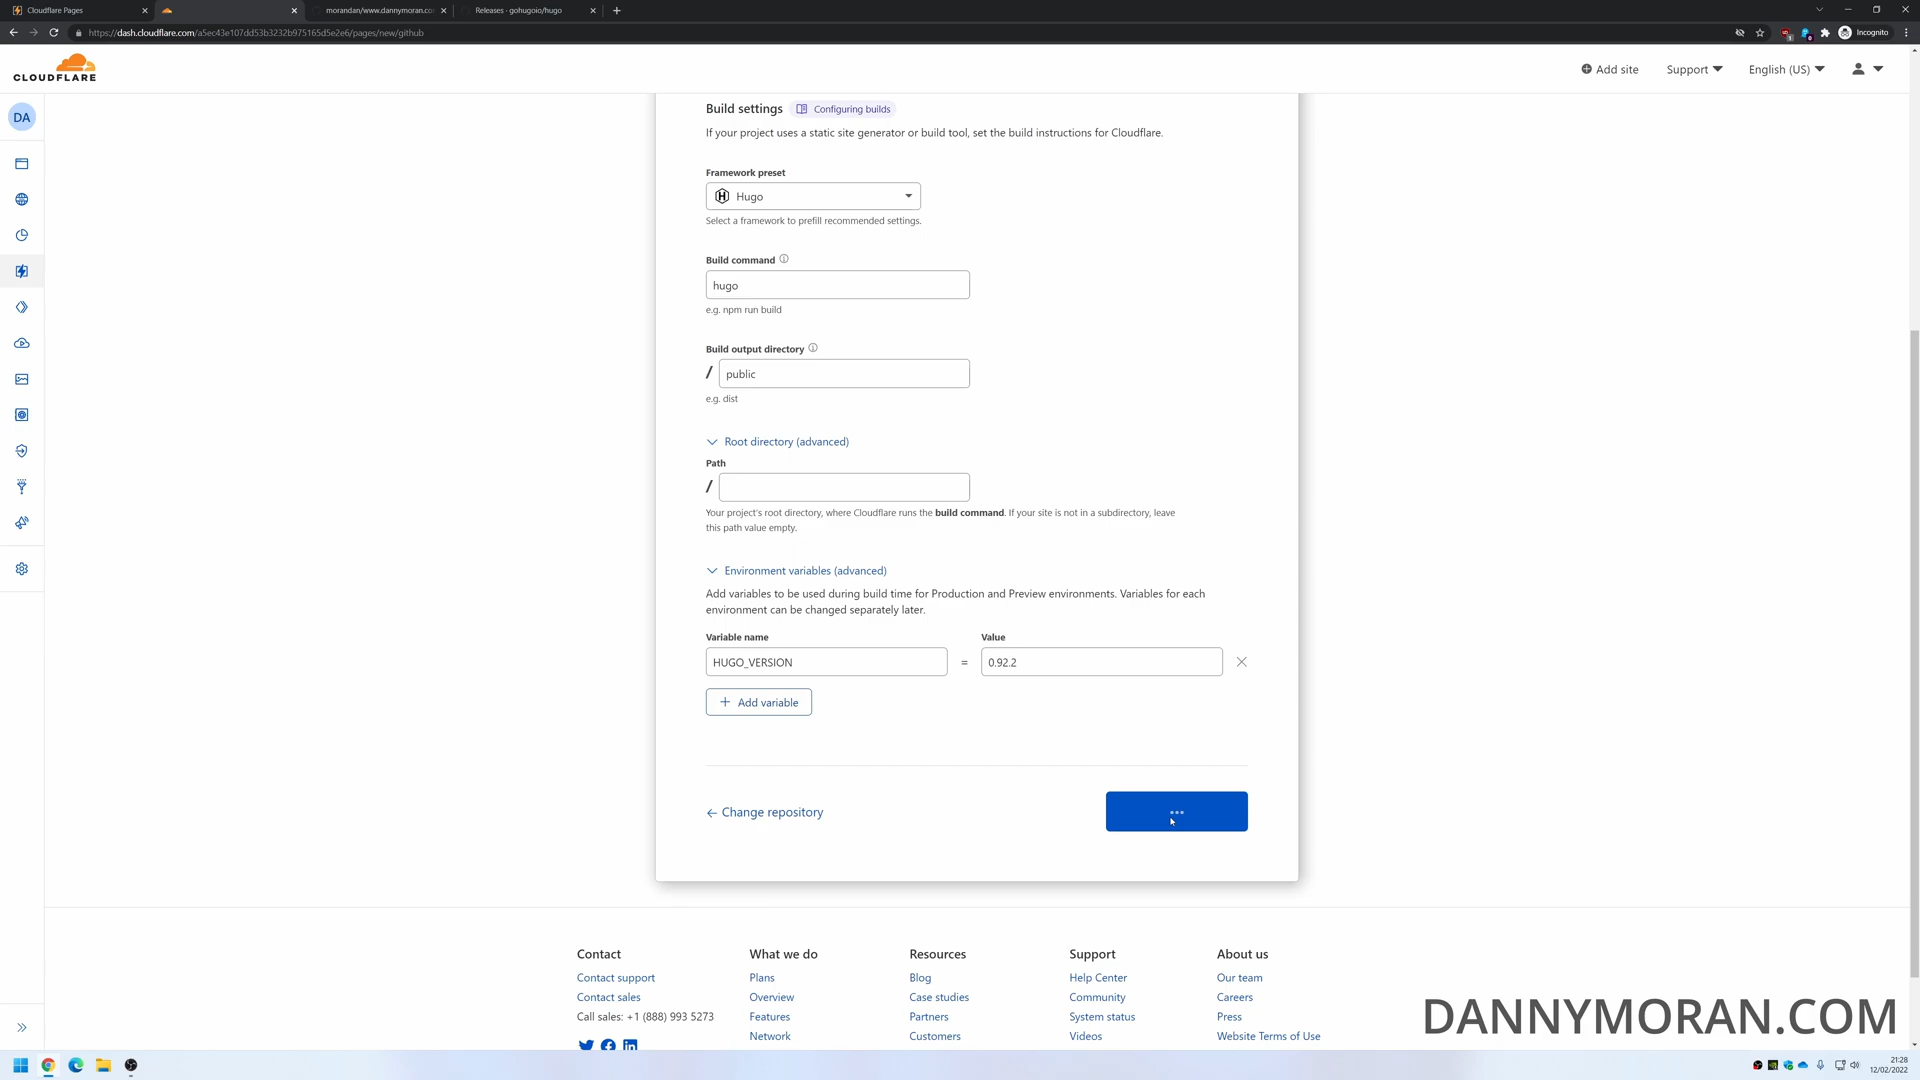 Cloudflare Pages
morandan/www.dannymoran.co
Releases · gohugoio/hugo
https://dash.cloudflare.com/a5ec43e107dd53b3232b975165d5e2e6/pages/new/github
Incognito
CLOUDFLARE
Add site
Support
English (US)
DA
Build settings
Configuring builds
If your project uses a static site generator or build tool, set the build instructions for Cloudflare.
Framework preset
Hugo
Select a framework to prefill recommended settings.
Build command
hugo
e.g. npm run build
Build output directory
/
public
e.g. dist
Root directory (advanced)
Path
/
Your project's root directory, where Cloudflare runs the build command. If your site is not in a subdirectory, leave
this path value empty.
Environment variables (advanced)
Add variables to be used during build time for Production and Preview environments. Variables for each
environment can be changed separately later.
Variable name
Value
HUGO_VERSION
=
0.92.2
+ Add variable
← Change repository
Contact
What we do
Resources
Support
About us
Contact support
Plans
Blog
Help Center
Our team
Contact sales
Overview
Case studies
Community
Careers
Call sales: +1 (888) 993 5273
Features
Partners
System status
Press
Network
Customers
Videos
Website Terms of Use
DANNYMORAN.COM
21:28
12/02/2022